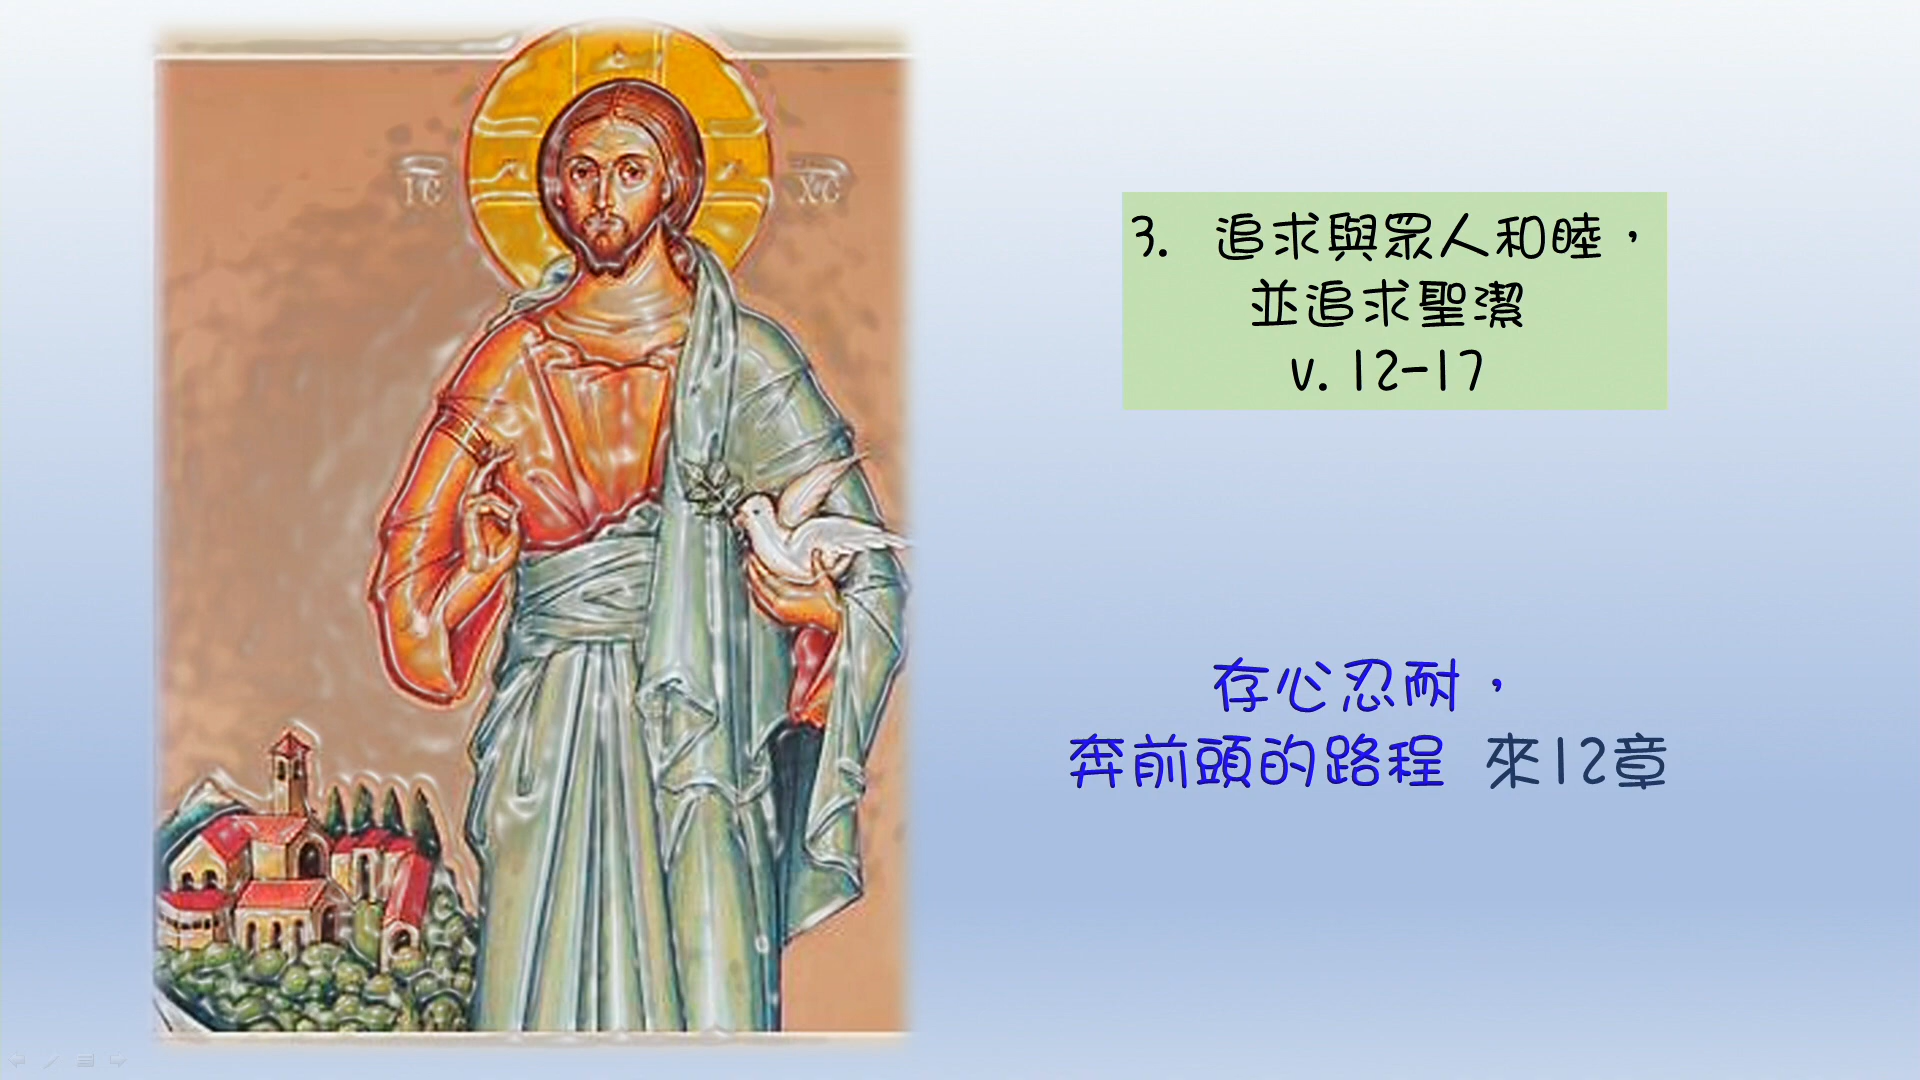 IC
XC
3. 追求與眾人和睦，
並追求聖潔
v. 12-17
存心忍耐，
奔前頭的路程 來12章